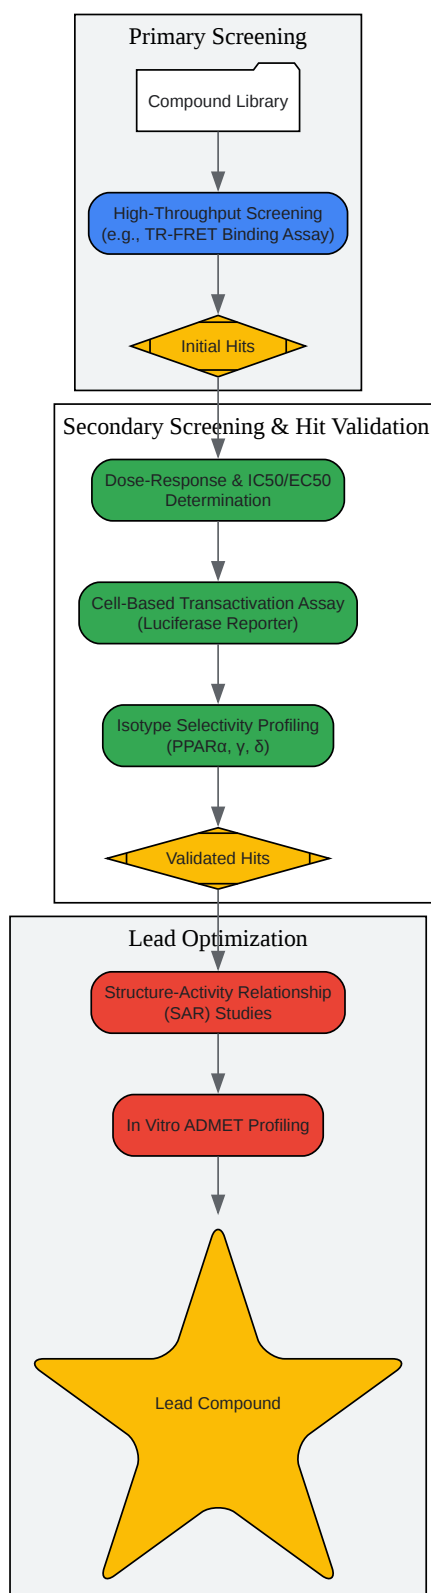 Primary Screening
Compound Library
High-Throughput Screening
(e.g., TR-FRET Binding Assay)
Initial Hits
Secondary Screening & Hit Validation
Dose-Response & IC50/EC50
Determination
Cell-Based Transactivation Assay
(Luciferase Reporter)
Isotype Selectivity Profiling
(PPARα, γ, δ)
Validated Hits
Lead Optimization
Structure-Activity Relationship
(SAR) Studies
In Vitro ADMET Profiling
Lead Compound